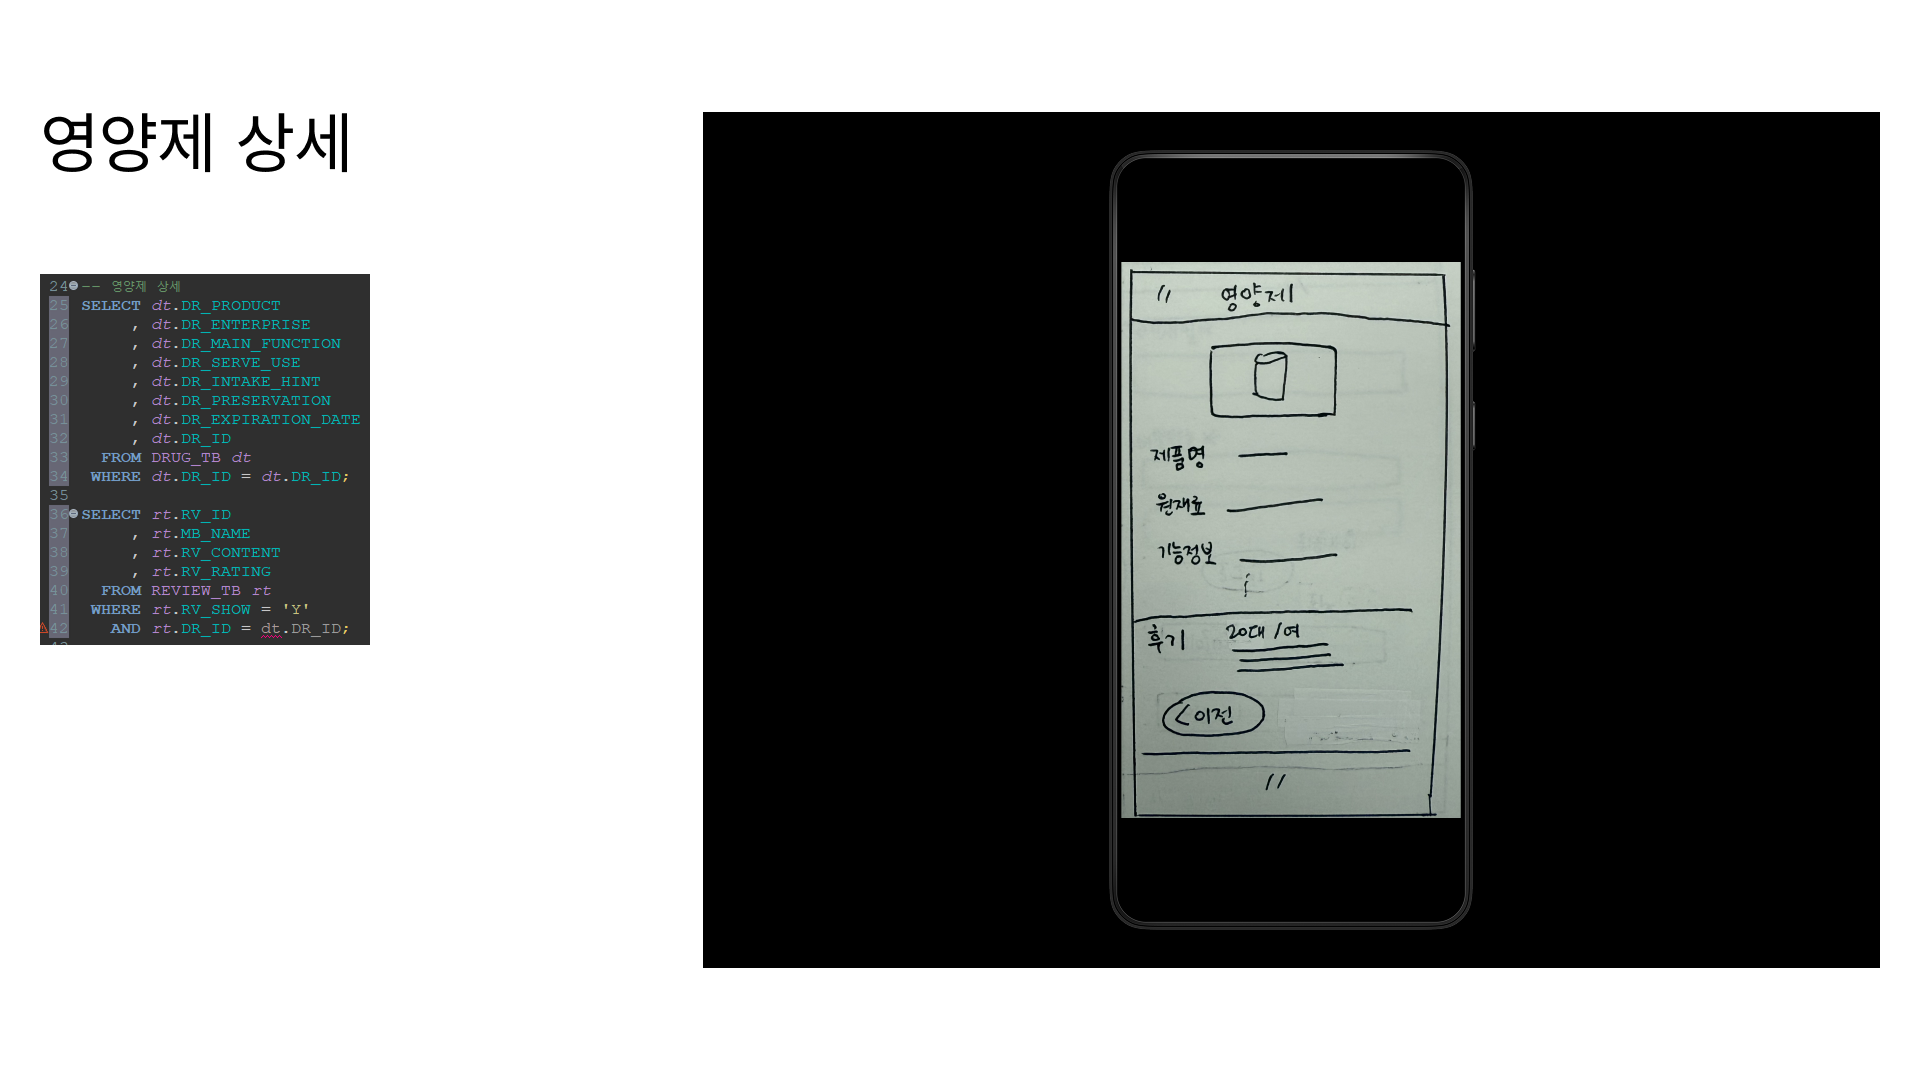 영양제 상세
24 -- 영양제 상세
25 SELECT dt.DR_PRODUCT
26 , dt.DR_ENTERPRISE
27 , dt.DR_MAIN_FUNCTION
28 , dt.DR_SERVE_USE
29 , dt.DR_INTAKE_HINT
30 , dt.DR_PRESERVATION
31 , dt.DR_EXPIRATION_DATE
32 , dt.DR_ID
33 FROM DRUG_TB dt
34 WHERE dt.DR_ID = dt.DR_ID;
35
36 SELECT rt.RV_ID
37 , rt.MB_NAME
38 , rt.RV_CONTENT
39 , rt.RV_RATING
40 FROM REVIEW_TB rt
41 WHERE rt.RV_SHOW = 'Y'
42 AND rt.DR_ID = dt.DR_ID;
// 영양제
제품명
원재료
기능정보
후기 20대 /여
< 이전
//